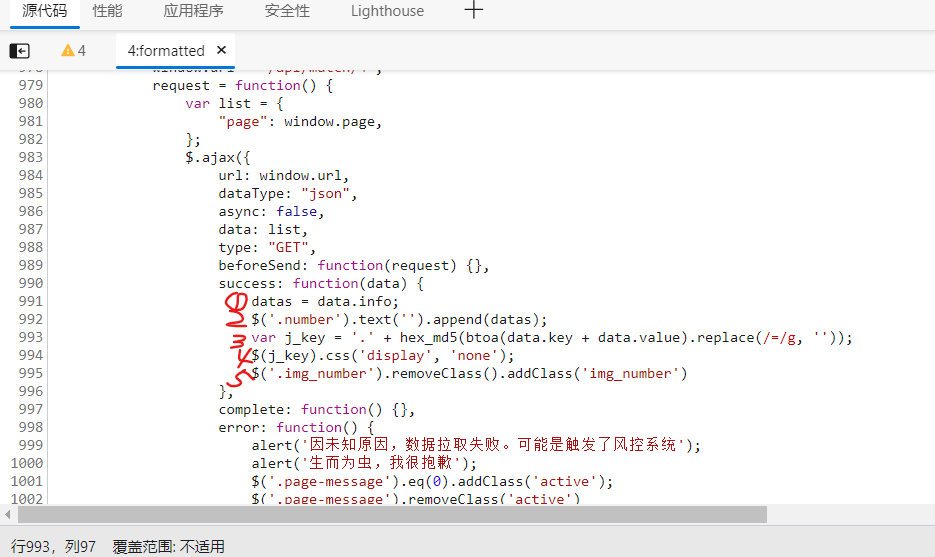 源代码 性能 应用程序 安全性 Lighthouse +
4 4:formatted ×
979 request = function() {
980 var list = {
981 "page": window.page,
982 };
983 $.ajax({
984 url: window.url,
985 dataType: "json",
986 async: false,
987 data: list,
988 type: "GET",
989 beforeSend: function(request) {},
990 success: function(data) {
991 ① datas = data.info;
992 2 $('.number').text('').append(datas);
993 3 var j_key = '.' + hex_md5(btoa(data.key + data.value).replace(/=/g, ''));
994 4 $(j_key).css('display', 'none');
995 5 $('.img_number').removeClass().addClass('img_number')
996 },
997 complete: function() {},
998 error: function() {
999 alert('因未知原因，数据拉取失败。可能是触发了风控系统');
1000 alert('生而为虫，我很抱歉');
1001 $('.page-message').eq(0).addClass('active');
1002 $('.page-message').removeClass('active')
行993，列97 覆盖范围: 不适用